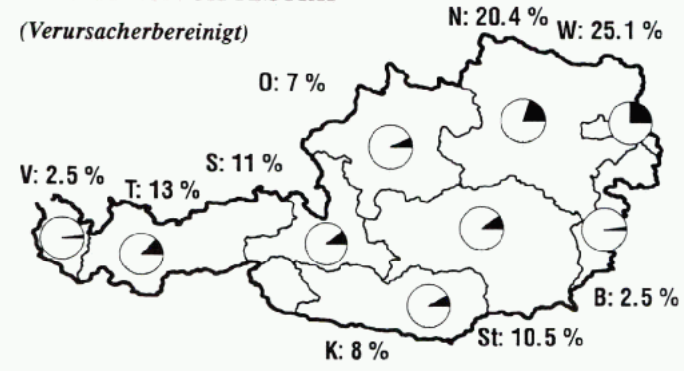 (Verursacherbereinigt)
N: 20.4 %
W: 25.1 %
O: 7 %
S: 11 %
V: 2.5 %
T: 13 %
B: 2.5 %
St: 10.5 %
K: 8 %